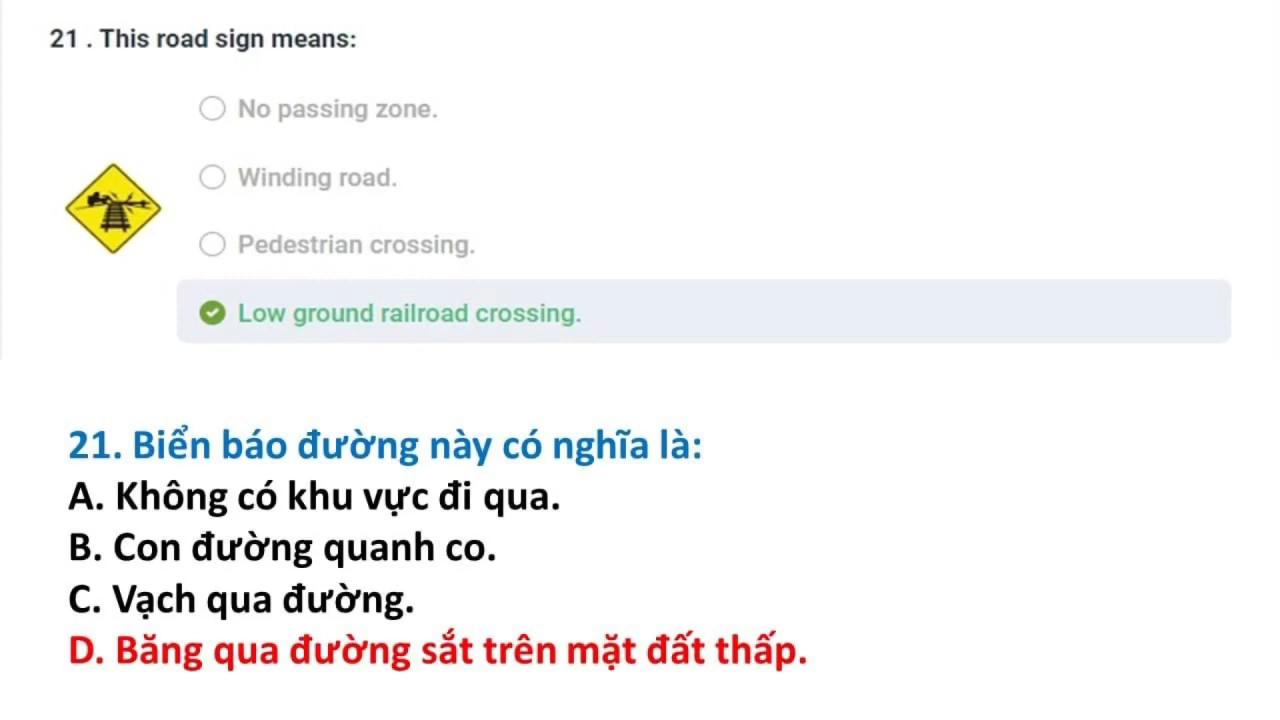 21 . This road sign means:
No passing zone.
Winding road.
Pedestrian crossing.
Low ground railroad crossing.
21. Biển báo đường này có nghĩa là:
A. Không có khu vực đi qua.
B. Con đường quanh co.
C. Vạch qua đường.
D. Băng qua đường sắt trên mặt đất thấp.